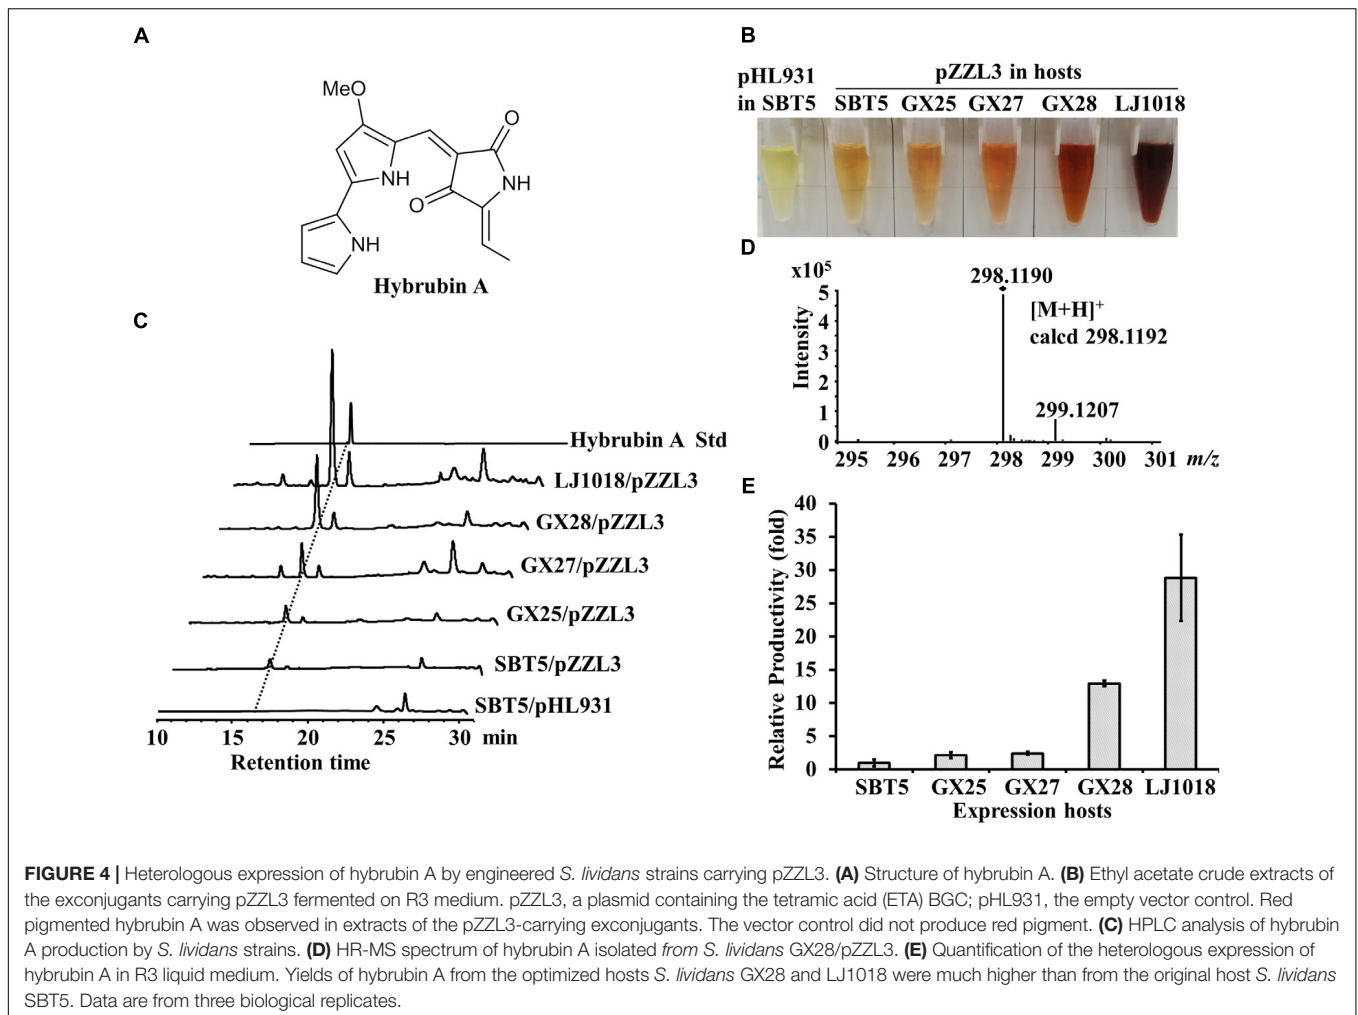 A
MeO
O
NH
NH
O
NH
Hybrubin A
B
pHL931
in SBT5
pZZL3 in hosts
SBT5 GX25 GX27 GX28 LJ1018
C
Hybrubin A Std
LJ1018/pZZL3
GX28/pZZL3
GX27/pZZL3
GX25/pZZL3
SBT5/pZZL3
SBT5/pHL931
10 15 20 25 30 min
Retention time
D
x10⁵
298.1190
[M+H]⁺
calcd 298.1192
299.1207
Intensity
5
4
3
2
1
0
295 296 297 298 299 300 301 m/z
E
Relative Productivity (fold)
40
35
30
25
20
15
10
5
0
SBT5 GX25 GX27 GX28 LJ1018
Expression hosts
FIGURE 4 | Heterologous expression of hybrubin A by engineered S. lividans strains carrying pZZL3. (A) Structure of hybrubin A. (B) Ethyl acetate crude extracts of
the exconjugants carrying pZZL3 fermented on R3 medium. pZZL3, a plasmid containing the tetramic acid (ETA) BGC; pHL931, the empty vector control. Red
pigmented hybrubin A was observed in extracts of the pZZL3-carrying exconjugants. The vector control did not produce red pigment. (C) HPLC analysis of hybrubin
A production by S. lividans strains. (D) HR-MS spectrum of hybrubin A isolated from S. lividans GX28/pZZL3. (E) Quantification of the heterologous expression of
hybrubin A in R3 liquid medium. Yields of hybrubin A from the optimized hosts S. lividans GX28 and LJ1018 were much higher than from the original host S. lividans
SBT5. Data are from three biological replicates.